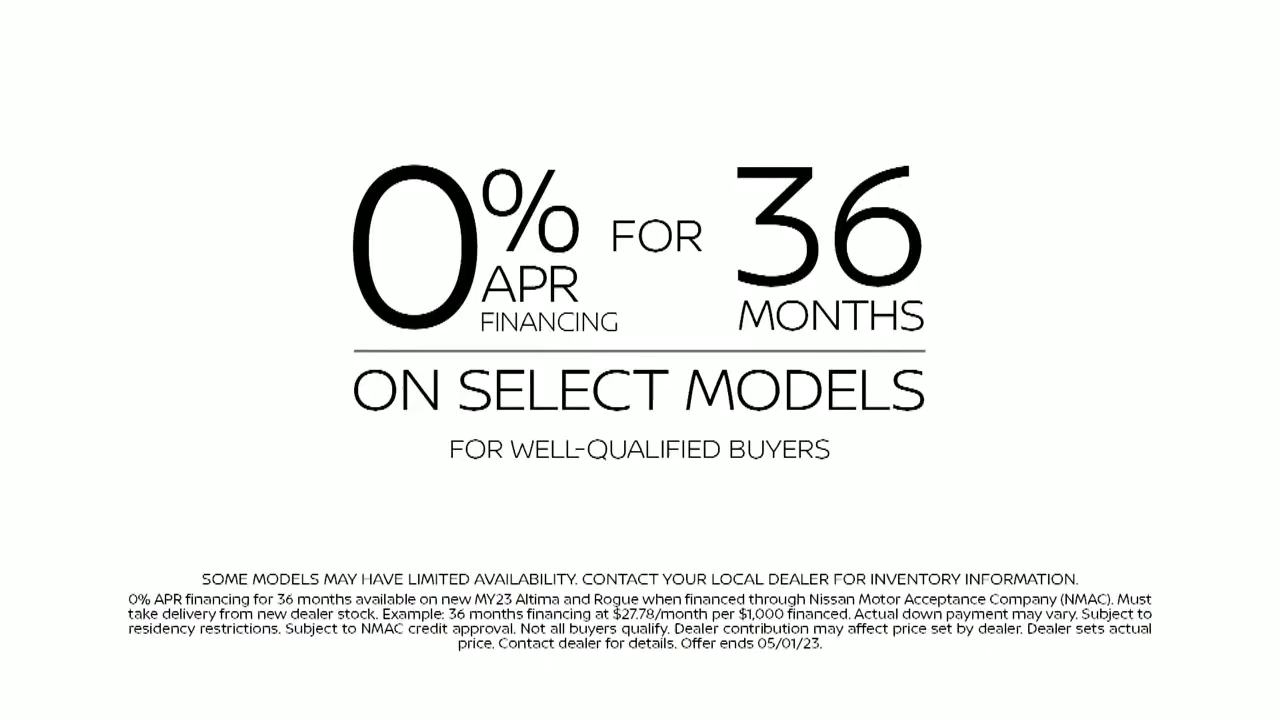 0% APR FINANCING FOR 36 MONTHS
ON SELECT MODELS
FOR WELL-QUALIFIED BUYERS
SOME MODELS MAY HAVE LIMITED AVAILABILITY. CONTACT YOUR LOCAL DEALER FOR INVENTORY INFORMATION.
0% APR financing for 36 months available on new MY23 Altima and Rogue when financed through Nissan Motor Acceptance Company (NMAC). Must
take delivery from new dealer stock. Example: 36 months financing at $27.78/month per $1,000 financed. Actual down payment may vary. Subject to
residency restrictions. Subject to NMAC credit approval. Not all buyers qualify. Dealer contribution may affect price set by dealer. Dealer sets actual
price. Contact dealer for details. Offer ends 05/01/23.